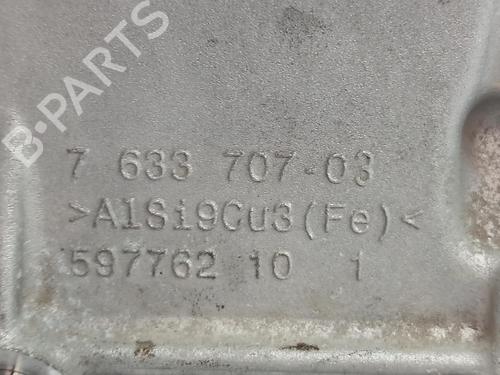 B-PARTS
7 633 707-03
>AlSi9Cu3(Fe)<
597762 10 1